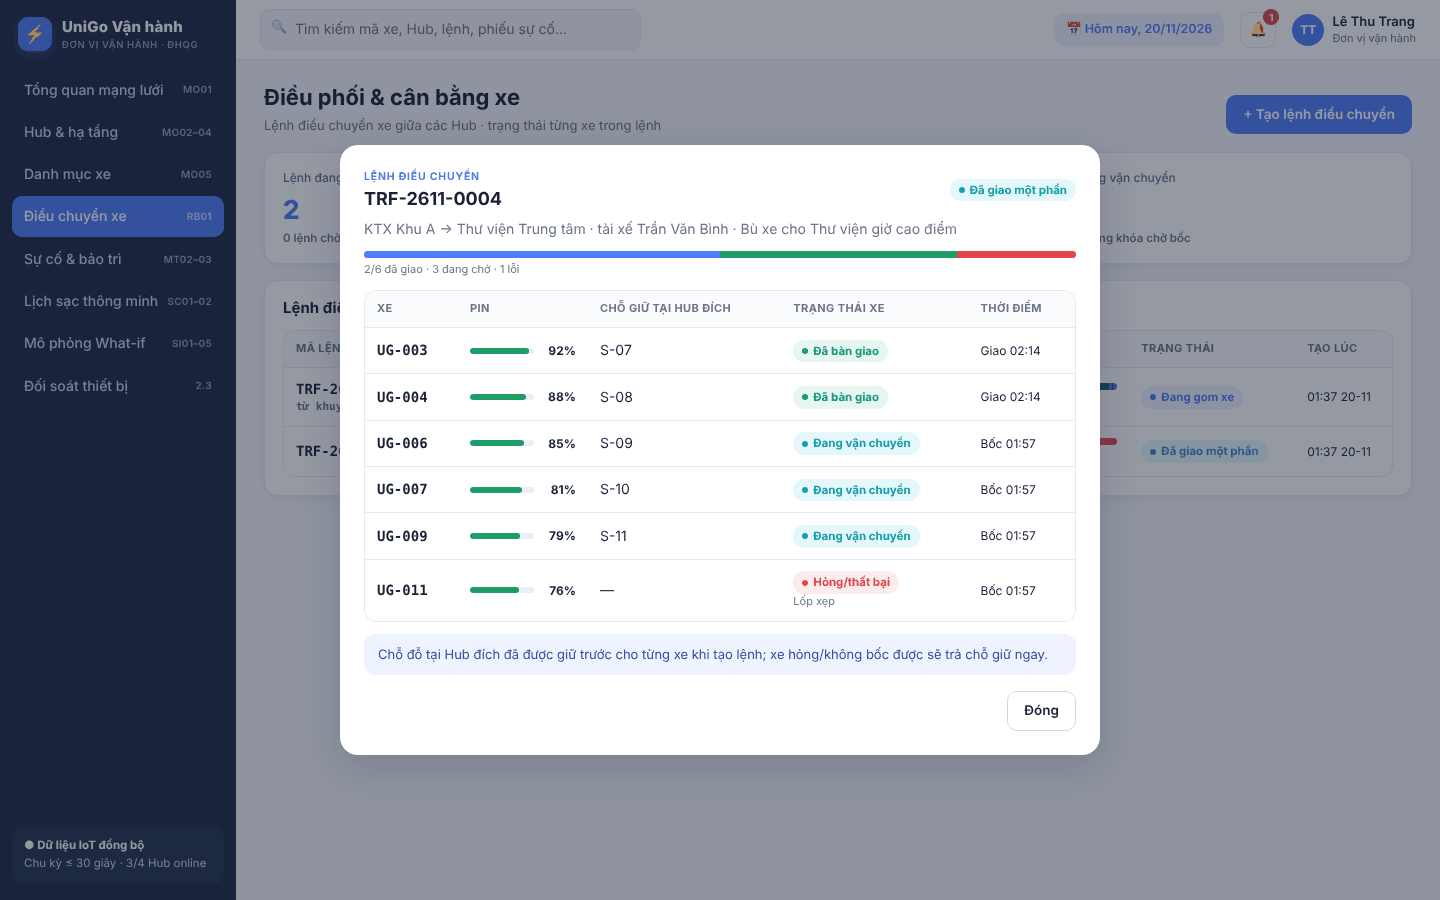 UniGo Vận hành
ĐƠN VỊ VẬN HÀNH · ĐHQG
Tổng quan mạng lưới MO01
Hub & hạ tầng MO02–04
Danh mục xe MO05
Điều chuyển xe RB01
Sự cố & bảo trì MT02–03
Lịch sạc thông minh SC01–02
Mô phỏng What-if SI01–05
Đối soát thiết bị 2.3
Dữ liệu IoT đồng bộ
Chu kỳ ≤ 30 giây · 3/4 Hub online
Tìm kiếm mã xe, Hub, lệnh, phiếu sự cố...
Hôm nay, 20/11/2026
1
TT
Lê Thu Trang
Đơn vị vận hành
Điều phối & cân bằng xe
Lệnh điều chuyển xe giữa các Hub · trạng thái từng xe trong lệnh
+ Tạo lệnh điều chuyển
Lệnh đang
2
0 lệnh chờ
vận chuyển
khóa chờ bốc
Lệnh
MÃ LỆN
TRẠNG THÁI
TẠO LÚC
TRF-2
từ khuy
Đang gom xe
01:37 20-11
TRF-2
Đã giao một phần
01:37 20-11
LỆNH ĐIỀU CHUYỂN
TRF-2611-0004
Đã giao một phần
KTX Khu A → Thư viện Trung tâm · tài xế Trần Văn Bình · Bù xe cho Thư viện giờ cao điểm
2/6 đã giao · 3 đang chở · 1 lỗi
XE PIN CHỖ GIỮ TẠI HUB ĐÍCH TRẠNG THÁI XE THỜI ĐIỂM
UG-003 92% S-07 Đã bàn giao Giao 02:14
UG-004 88% S-08 Đã bàn giao Giao 02:14
UG-006 85% S-09 Đang vận chuyển Bốc 01:57
UG-007 81% S-10 Đang vận chuyển Bốc 01:57
UG-009 79% S-11 Đang vận chuyển Bốc 01:57
UG-011 76% — Hỏng/thất bại Bốc 01:57
Lốp xẹp
Chỗ đỗ tại Hub đích đã được giữ trước cho từng xe khi tạo lệnh; xe hỏng/không bốc được sẽ trả chỗ giữ ngay.
Đóng